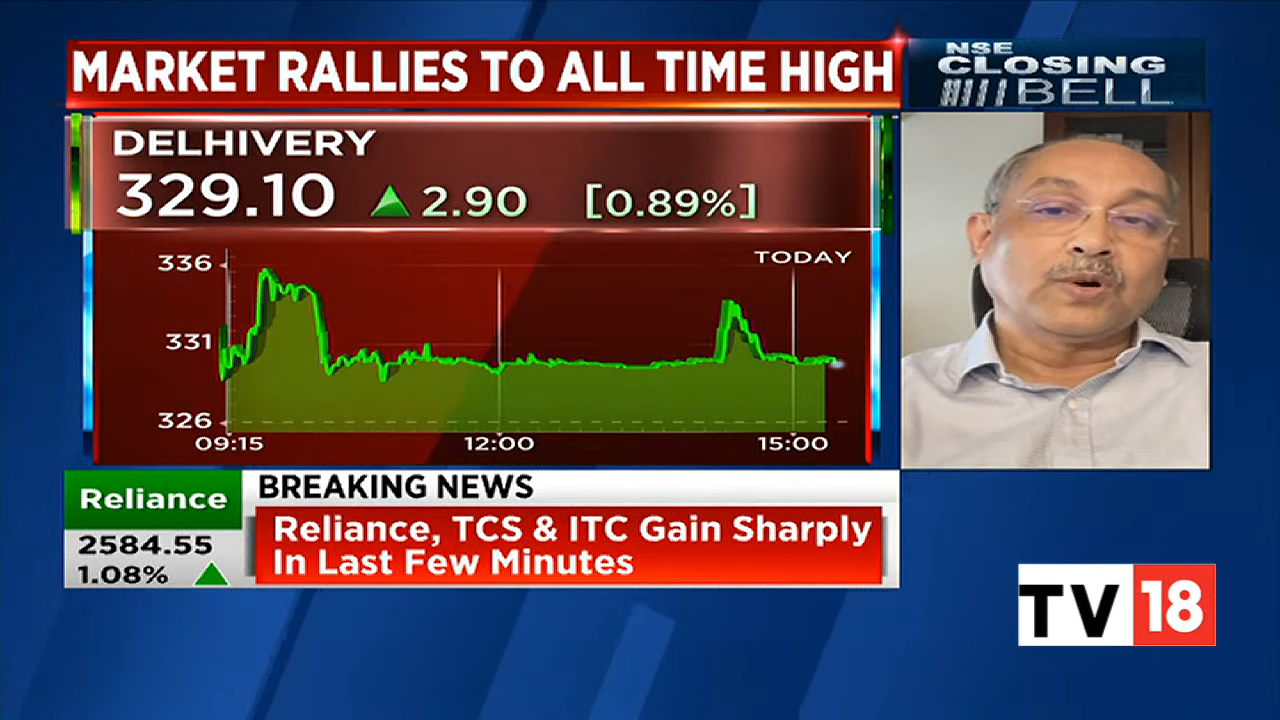 MARKET RALLIES TO ALL TIME HIGH
NSE
CLOSING
BELL
DELHIVERY
329.10 ▲ 2.90 [0.89%]
TODAY
336
331
326
09:15 12:00 15:00
Reliance
2584.55
1.08% ▲
BREAKING NEWS
Reliance, TCS & ITC Gain Sharply
In Last Few Minutes
TV 18